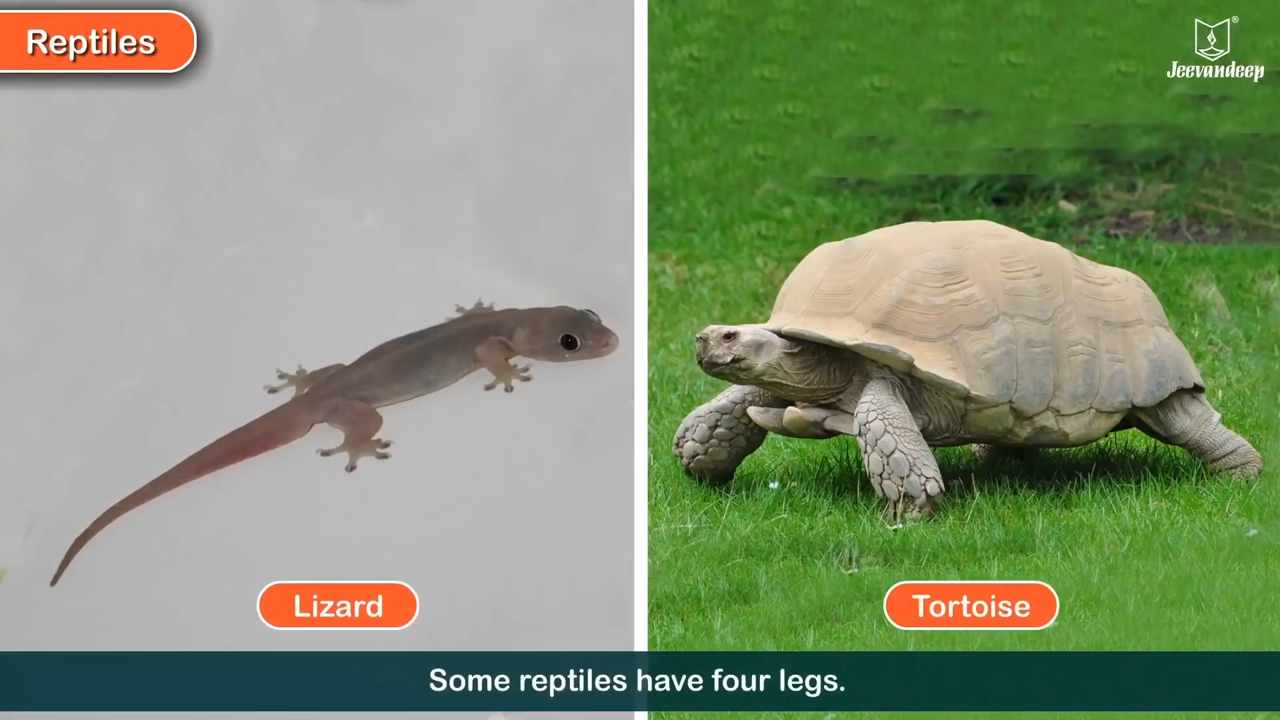 Reptiles
Jeevandeep
Lizard
Tortoise
Some reptiles have four legs.